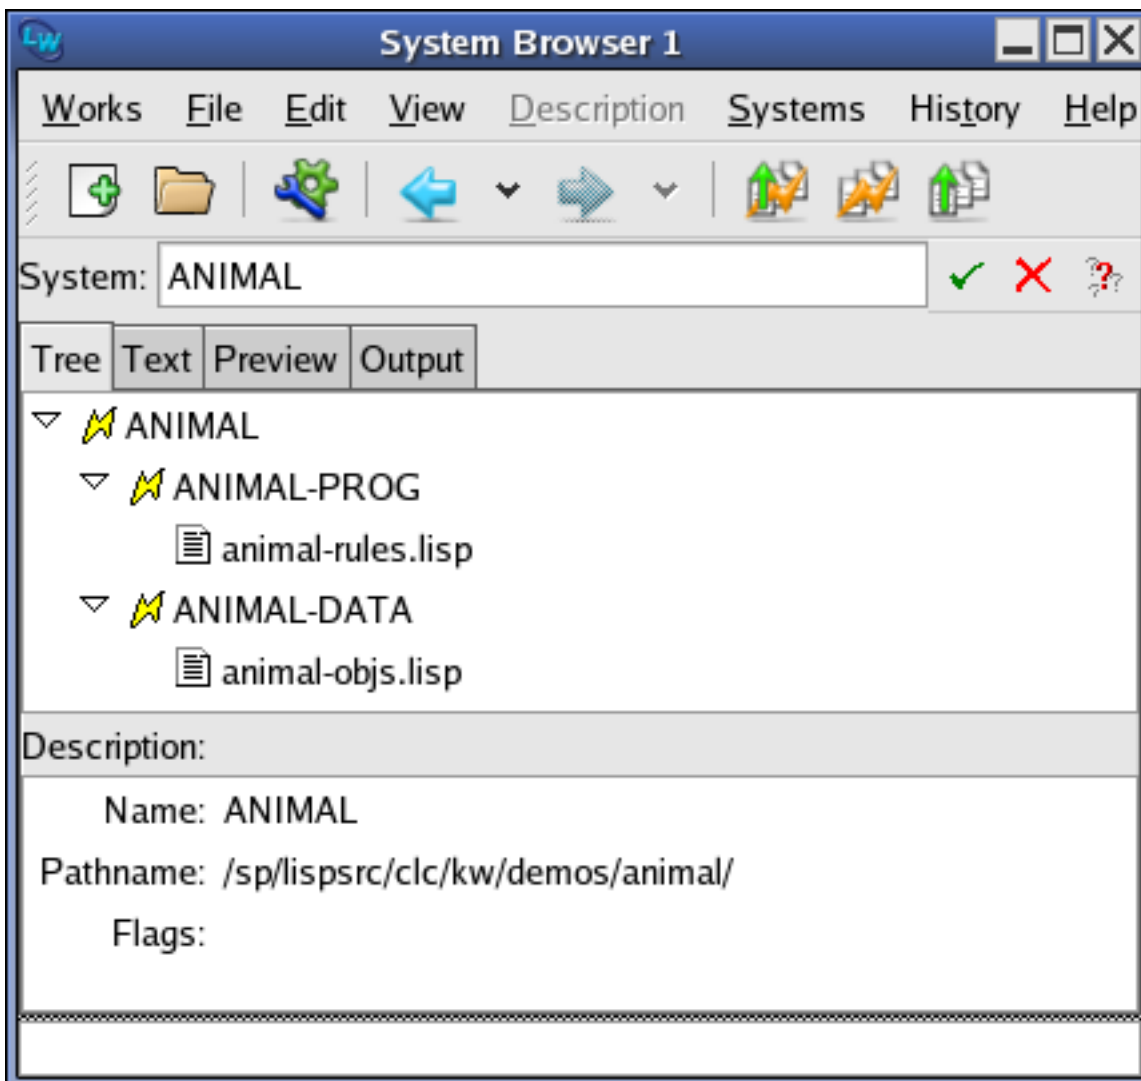 LW System Browser 1
Works File Edit View Description Systems History Help
System: ANIMAL ??
Tree Text Preview Output
ANIMAL
ANIMAL-PROG
animal-rules.lisp
ANIMAL-DATA
animal-objs.lisp
Description:
Name: ANIMAL
Pathname: /sp/lispsrc/clc/kw/demos/animal/
Flags: